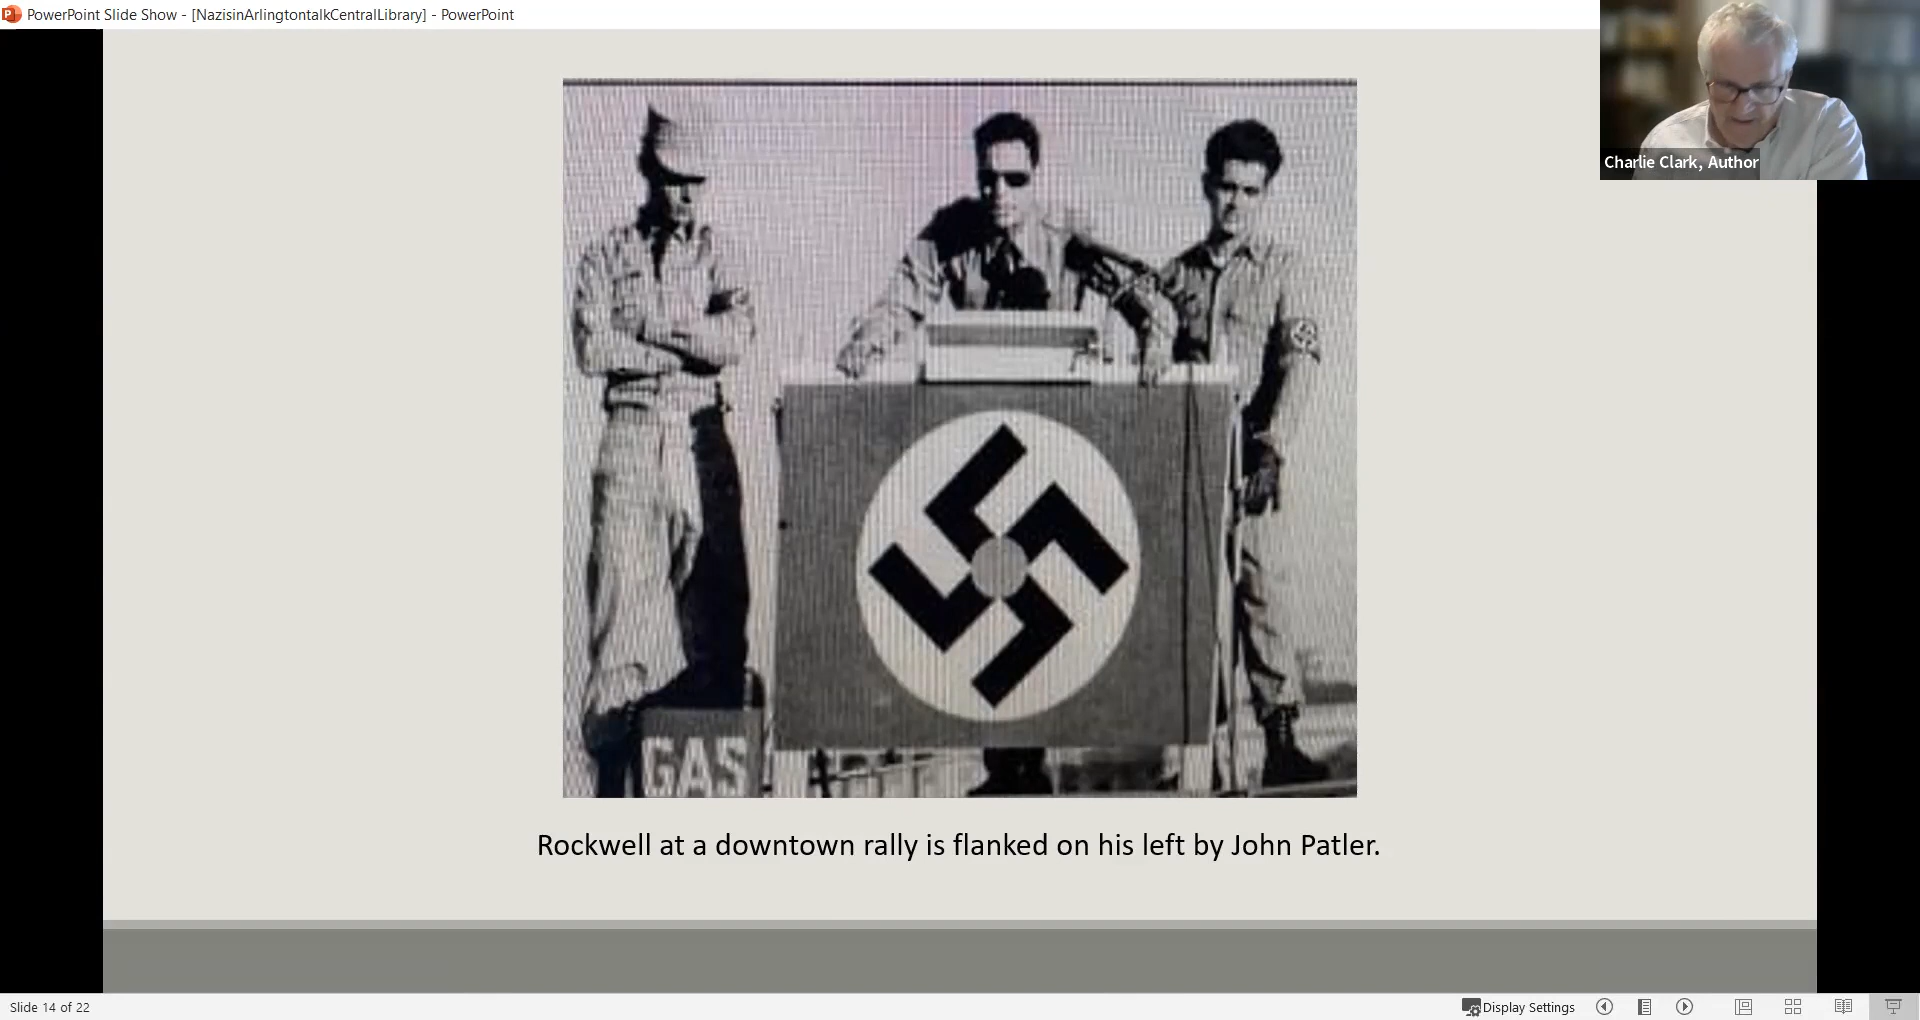 PowerPoint Slide Show - [NazisinArlingtontalkCentralLibrary] - PowerPoint
Charlie Clark, Author
GAS
Rockwell at a downtown rally is flanked on his left by John Patler.
Slide 14 of 22
Display Settings